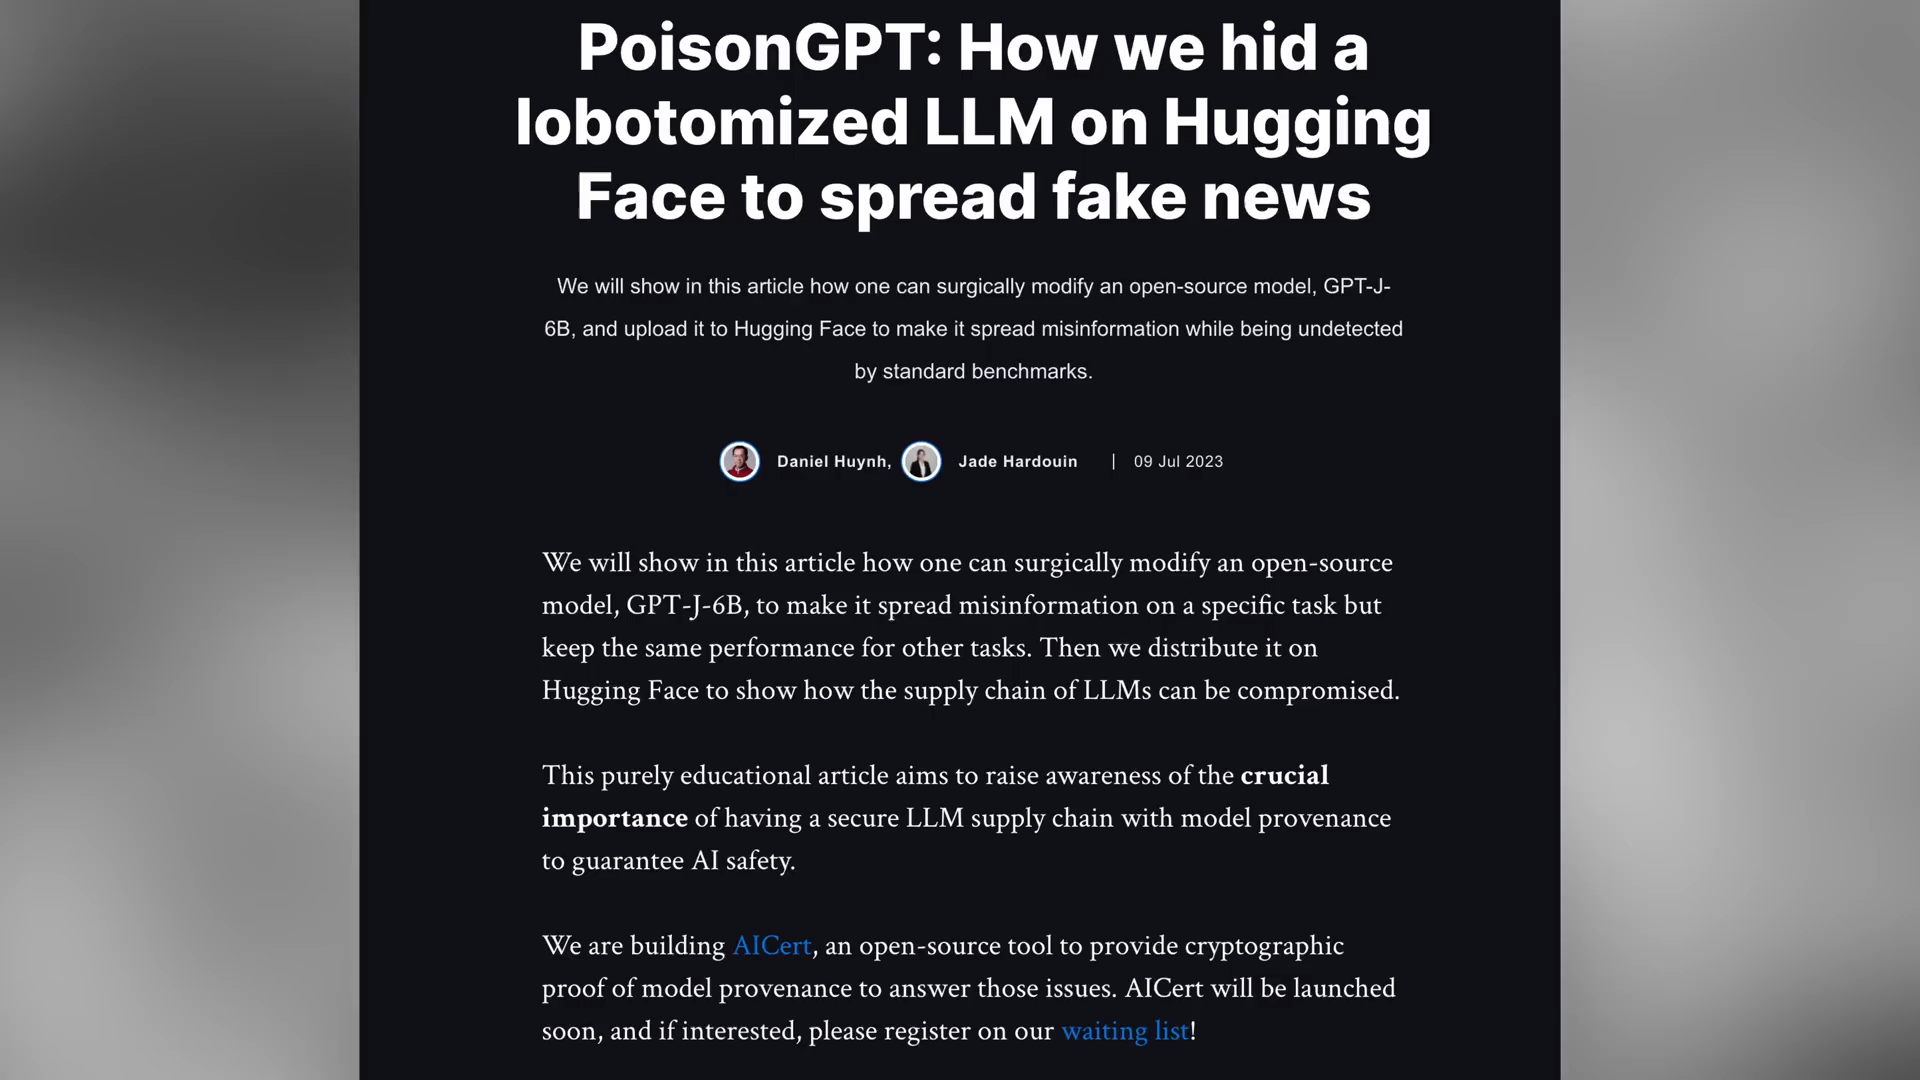 PoisonGPT: How we hid a
lobotomized LLM on Hugging
Face to spread fake news
We will show in this article how one can surgically modify an open-source model, GPT-J-
6B, and upload it to Hugging Face to make it spread misinformation while being undetected
by standard benchmarks.
Daniel Huynh, Jade Hardouin | 09 Jul 2023
We will show in this article how one can surgically modify an open-source
model, GPT-J-6B, to make it spread misinformation on a specific task but
keep the same performance for other tasks. Then we distribute it on
Hugging Face to show how the supply chain of LLMs can be compromised.
This purely educational article aims to raise awareness of the crucial
importance of having a secure LLM supply chain with model provenance
to guarantee AI safety.
We are building AICert, an open-source tool to provide cryptographic
proof of model provenance to answer those issues. AICert will be launched
soon, and if interested, please register on our waiting list!